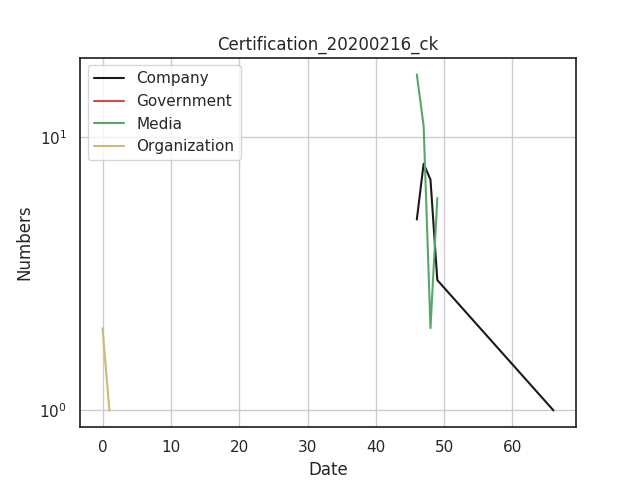 Certification_20200216_ck
Company
Government
Media
Organization
10¹
10⁰
Numbers
0 10 20 30 40 50 60
Date